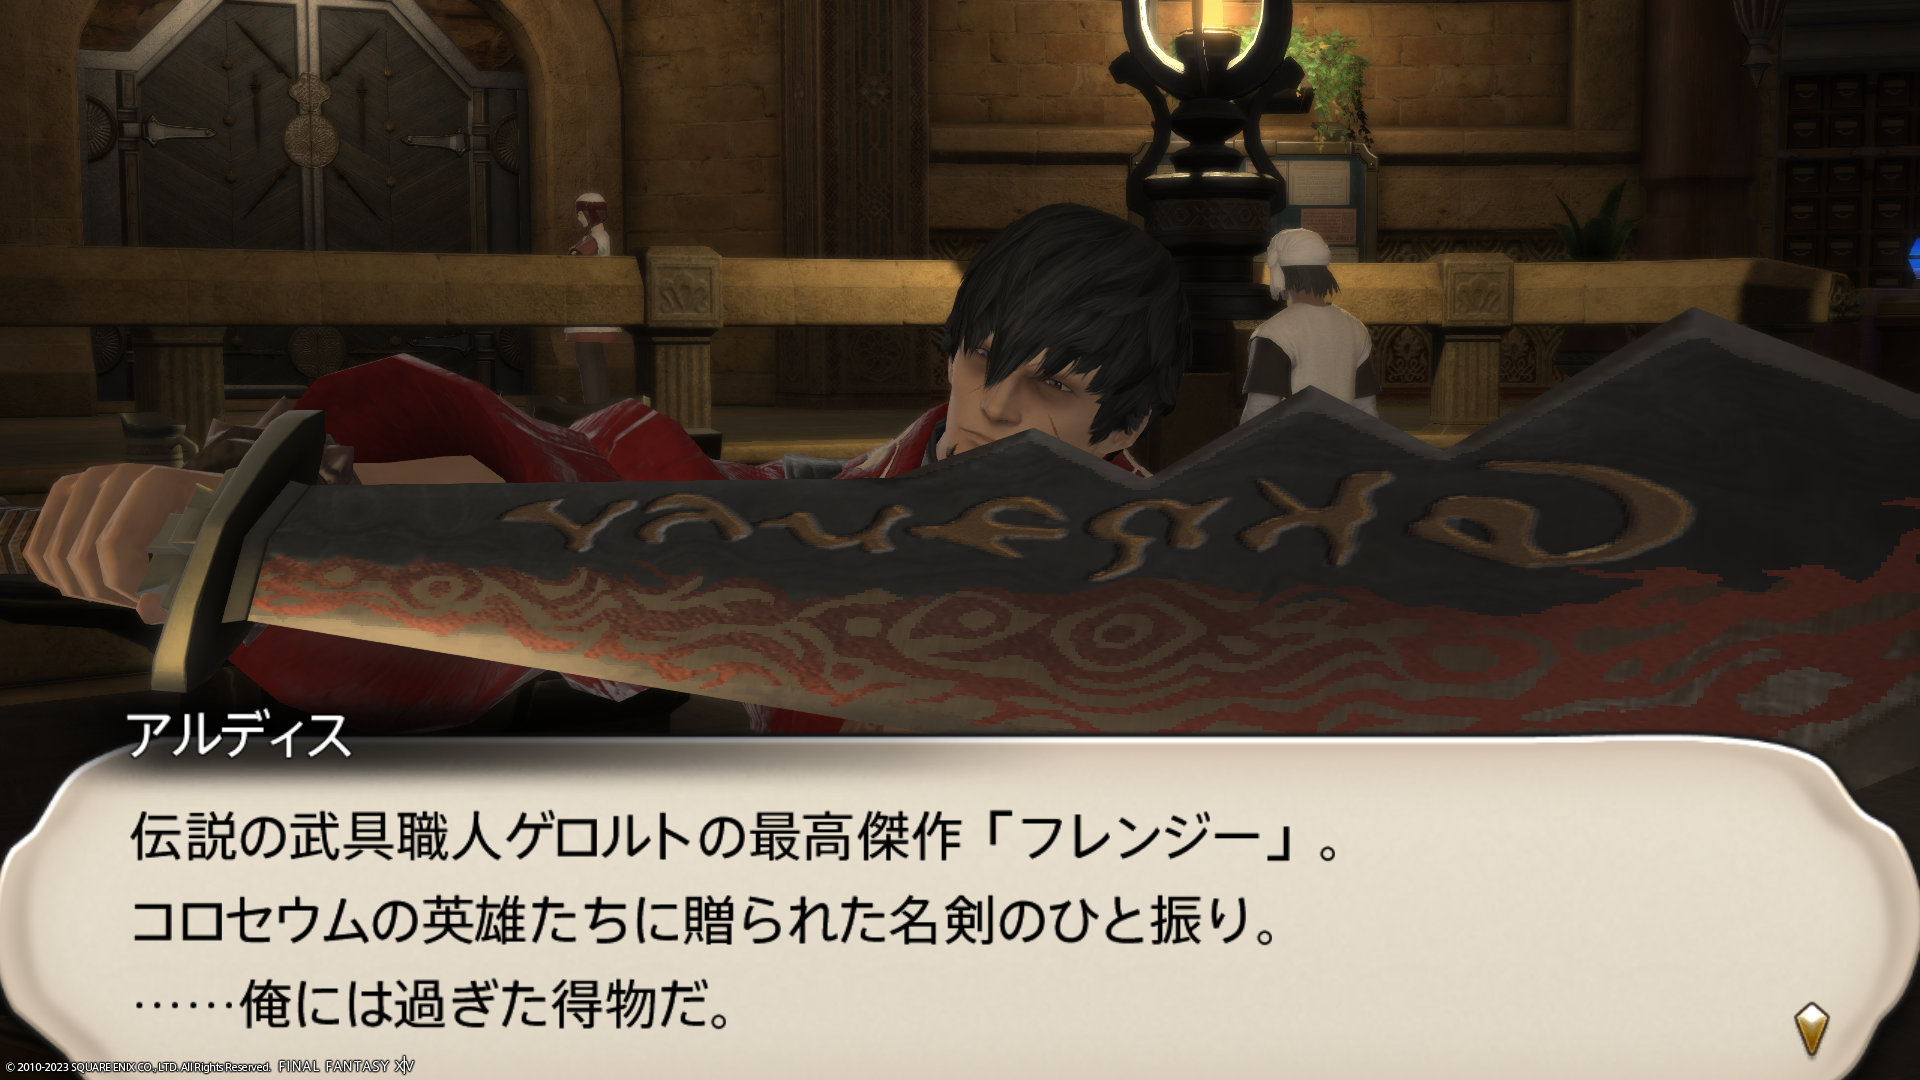 アルディス
伝説の武具職人ゲロルトの最高傑作「フレンジー」。
コロセウムの英雄たちに贈られた名剣のひと振り。
……俺には過ぎた得物だ。
© 2010-2023 SQUARE ENIX CO., LTD. All Rights Reserved. FINAL FANTASY XIV